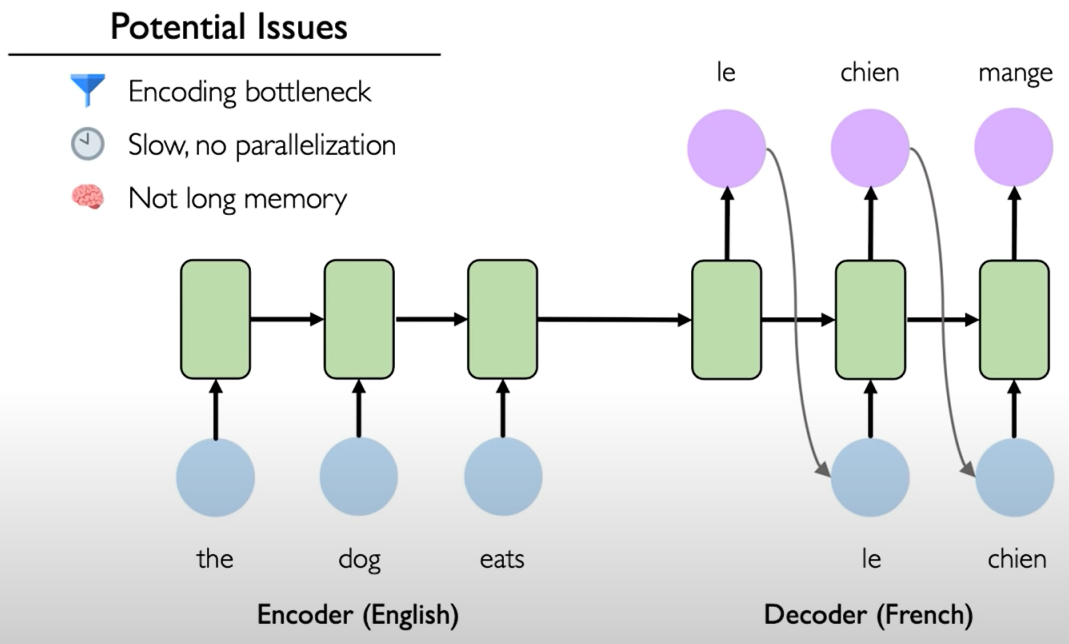 Potential Issues
Encoding bottleneck
Slow, no parallelization
Not long memory
le chien mange
the dog eats le chien
Encoder (English) Decoder (French)